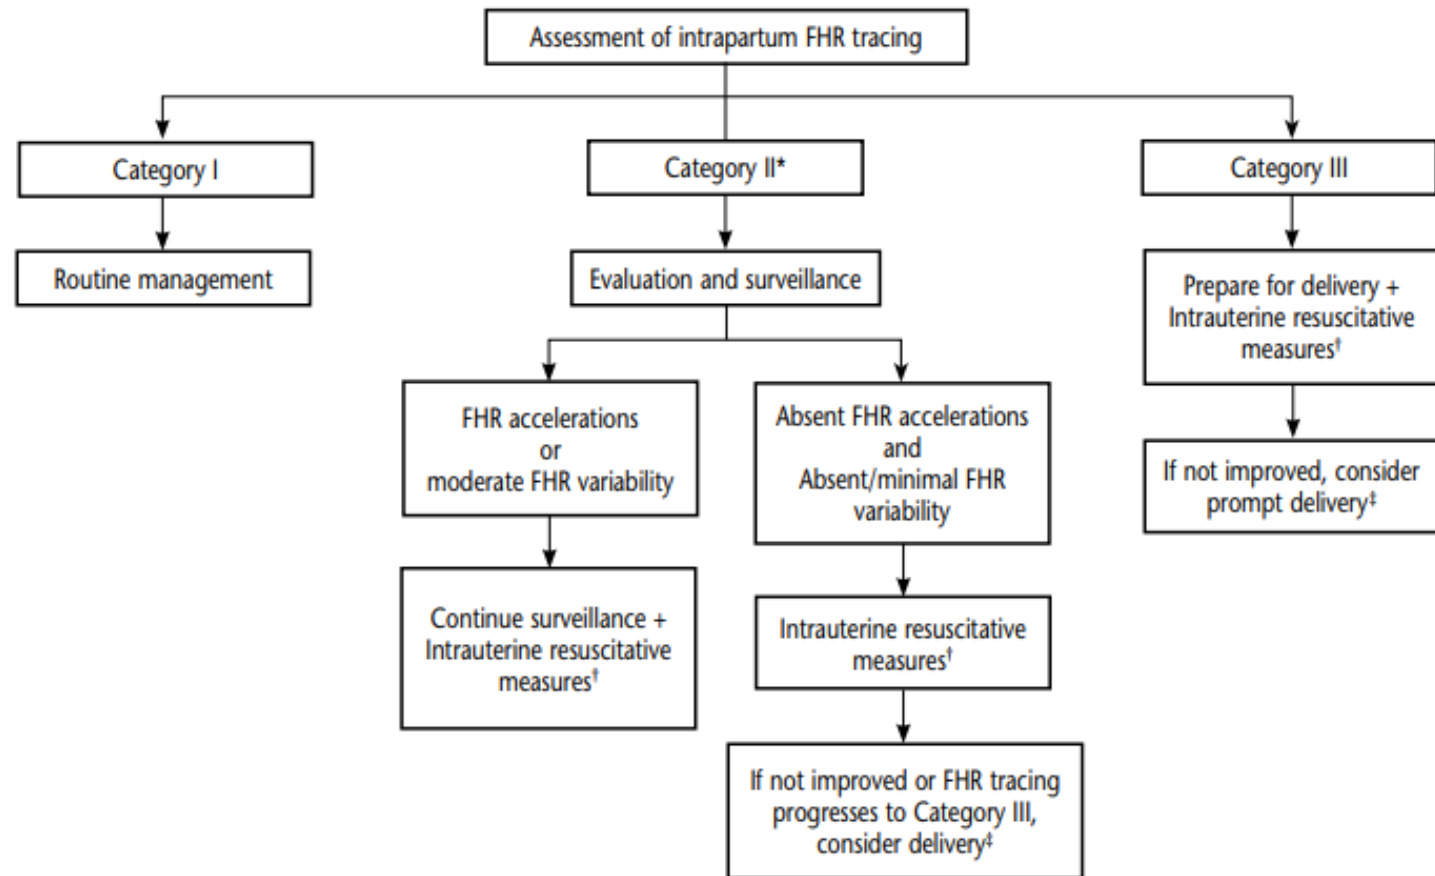 Assessment of intrapartum FHR tracing
Category I
Category II*
Category III
Routine management
Evaluation and surveillance
Prepare for delivery +
Intrauterine resuscitative
measures†
FHR accelerations
or
moderate FHR variability
Absent FHR accelerations
and
Absent/minimal FHR
variability
If not improved, consider
prompt delivery‡
Continue surveillance +
Intrauterine resuscitative
measures†
Intrauterine resuscitative
measures†
If not improved or FHR tracing
progresses to Category III,
consider delivery‡